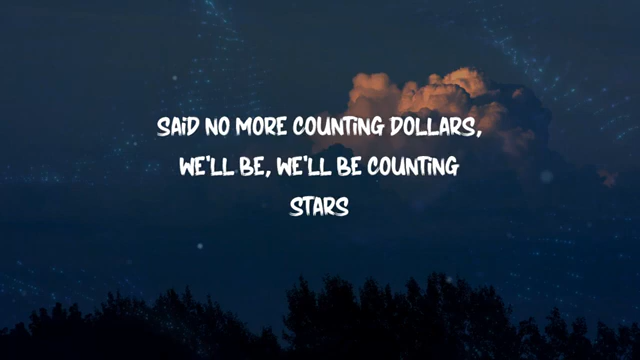 SAID NO MORE COUNTING DOLLARS,
WE'LL BE, WE'LL BE COUNTING
STARS